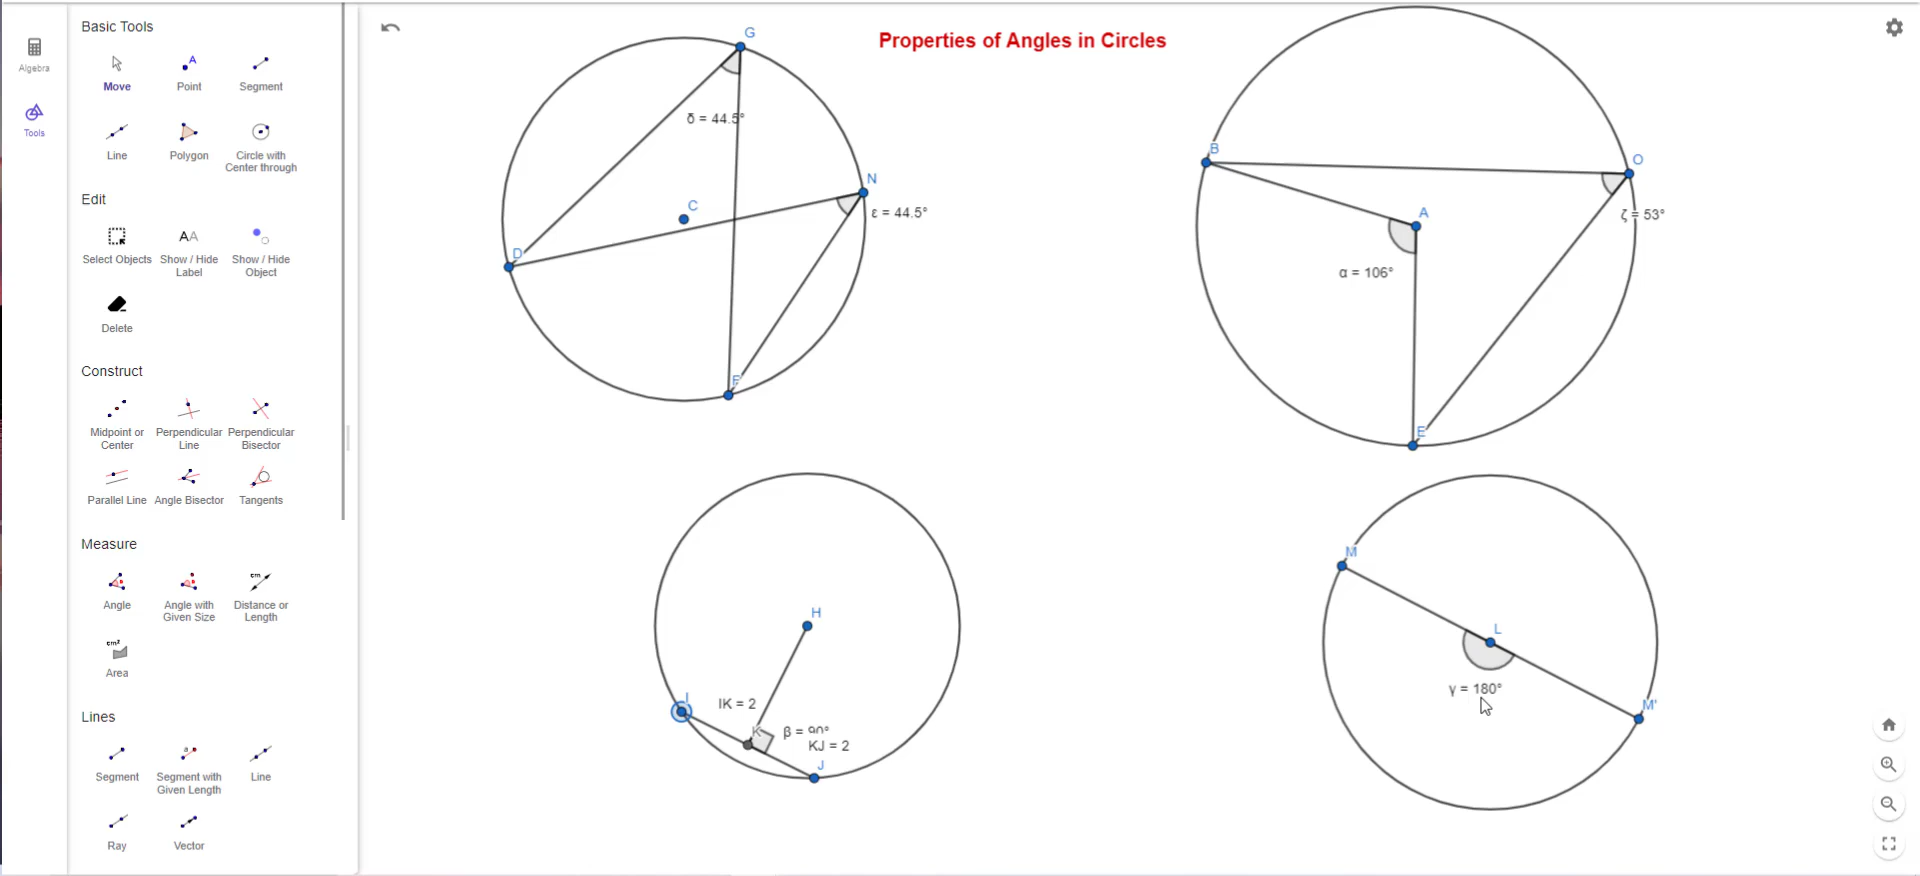 Properties of Angles in Circles
Algebra
Tools
Basic Tools
Move
Point
Segment
Line
Polygon
Circle with
Center through
Edit
Select Objects
Show / Hide
Label
Show / Hide
Object
Delete
Construct
Midpoint or
Center
Perpendicular
Line
Perpendicular
Bisector
Parallel Line
Angle Bisector
Tangents
Measure
Angle
Angle with
Given Size
Distance or
Length
Area
Lines
Segment
Segment with
Given Length
Line
Ray
Vector
G
δ = 44.5°
N
ε = 44.5°
C
D
F
B
O
ζ = 53°
A
α = 106°
E
H
I
IK = 2
K
β = 90°
KJ = 2
J
M
L
γ = 180°
M'